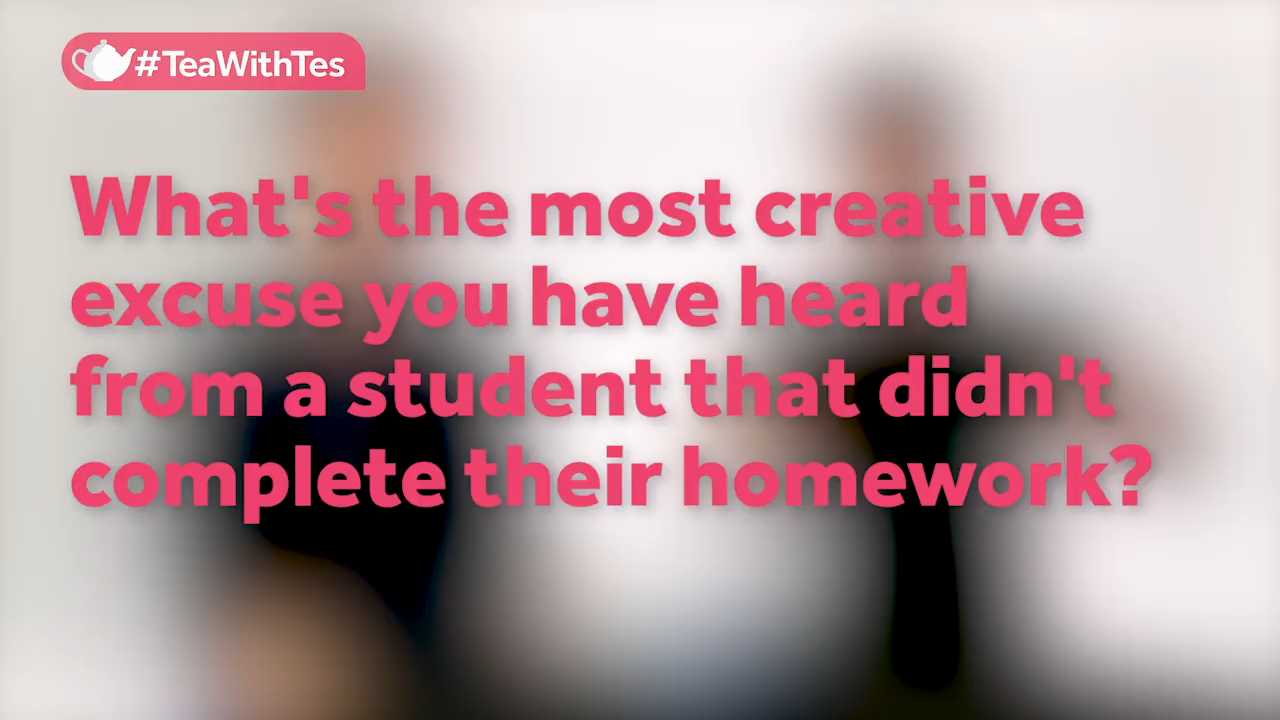 #TeaWithTes
What's the most creative
excuse you have heard
from a student that didn't
complete their homework?